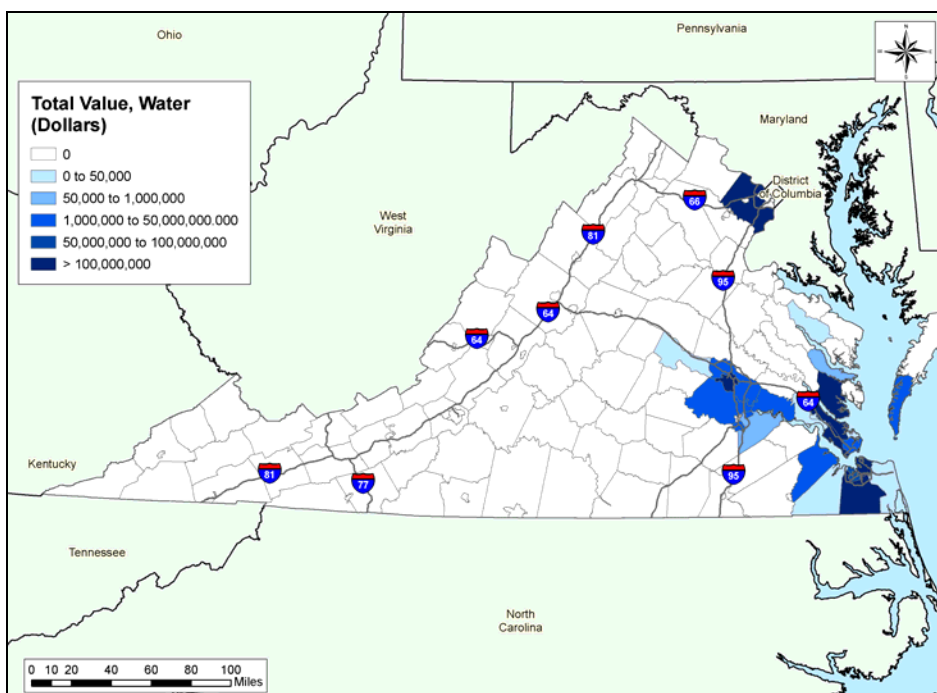 Ohio
Pennsylvania
N
W E
S
Total Value, Water
(Dollars)
0
0 to 50,000
50,000 to 1,000,000
1,000,000 to 50,000,000.000
50,000,000 to 100,000,000
> 100,000,000
Maryland
District
of Columbia
66
West
Virginia
81
95
64
64
64
Kentucky
81
77
95
Tennessee
North
Carolina
0 10 20 40 60 80 100
Miles